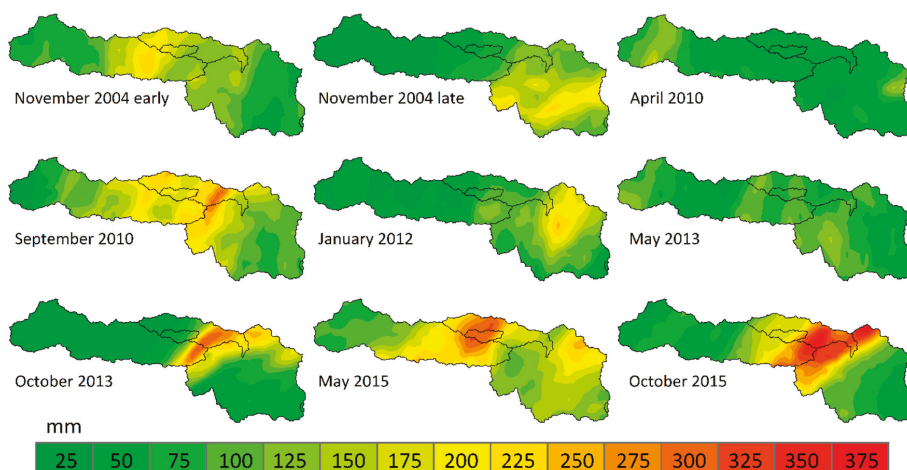 November 2004 early
November 2004 late
April 2010
September 2010
January 2012
May 2013
October 2013
May 2015
October 2015
mm
25 50 75 100 125 150 175 200 225 250 275 300 325 350 375